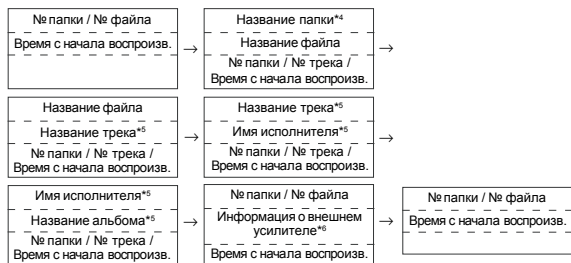 № папки / № файла
Время с начала воспроизв.
→
Название папки*4
Название файла
№ папки / № трека /
Время с начала воспроизв.
→
Название файла
Название трека*5
№ папки / № трека /
Время с начала воспроизв.
→
Название трека*5
Имя исполнителя*5
№ папки / № трека /
Время с начала воспроизв.
→
Имя исполнителя*5
Название альбома*5
№ папки / № трека /
Время с начала воспроизв.
→
№ папки / № файла
Информация о внешнем
усилителе*6
Время с начала воспроизв.
→
№ папки / № файла
Время с начала воспроизв.